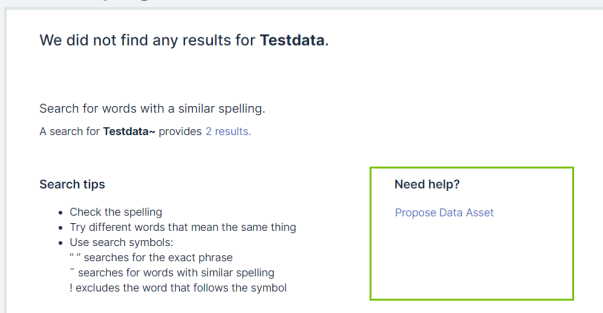 We did not find any results for Testdata.
Search for words with a similar spelling.
A search for Testdata~ provides 2 results.
Search tips
• Check the spelling
• Try different words that mean the same thing
• Use search symbols:
“ ” searches for the exact phrase
~ searches for words with similar spelling
! excludes the word that follows the symbol
Need help?
Propose Data Asset